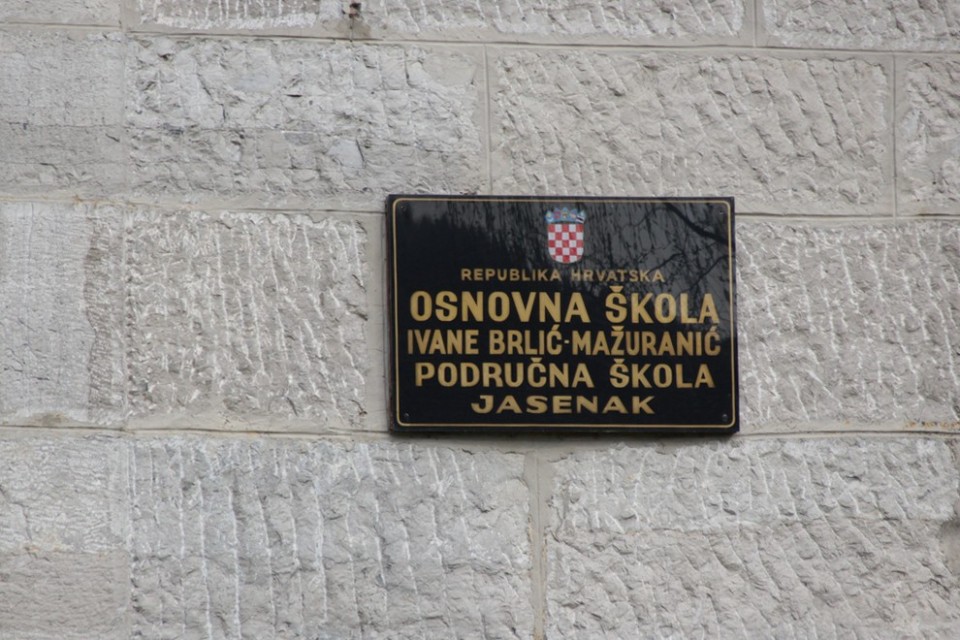 REPUBLIKA HRVATSKA
OSNOVNA ŠKOLA
IVANE BRLIĆ-MAŽURANIĆ
PODRUČNA ŠKOLA
JASENAK